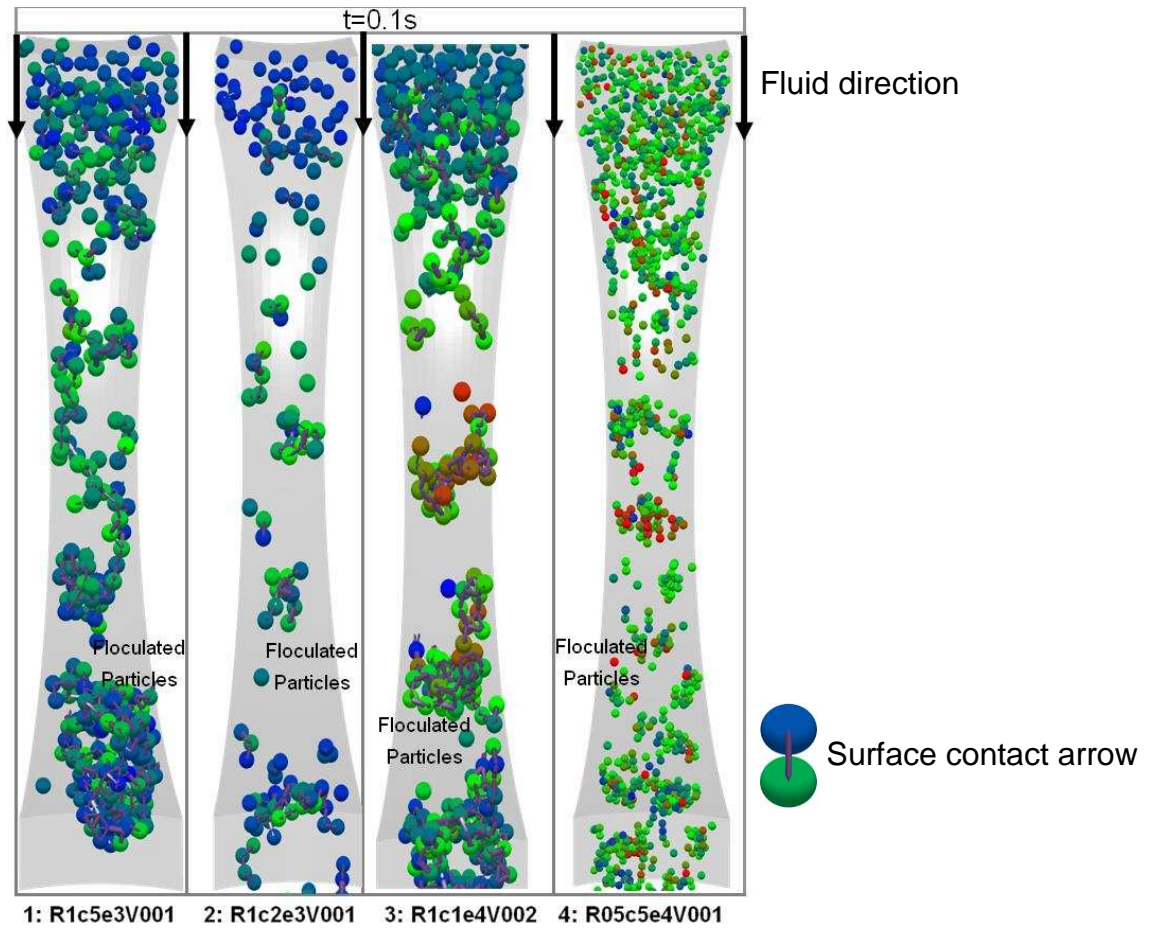 t=0.1s
Fluid direction
Floculated
Particles
Floculated
Particles
Floculated
Particles
Floculated
Particles
Surface contact arrow
1: R1c5e3V001
2: R1c2e3V001
3: R1c1e4V002
4: R05c5e4V001